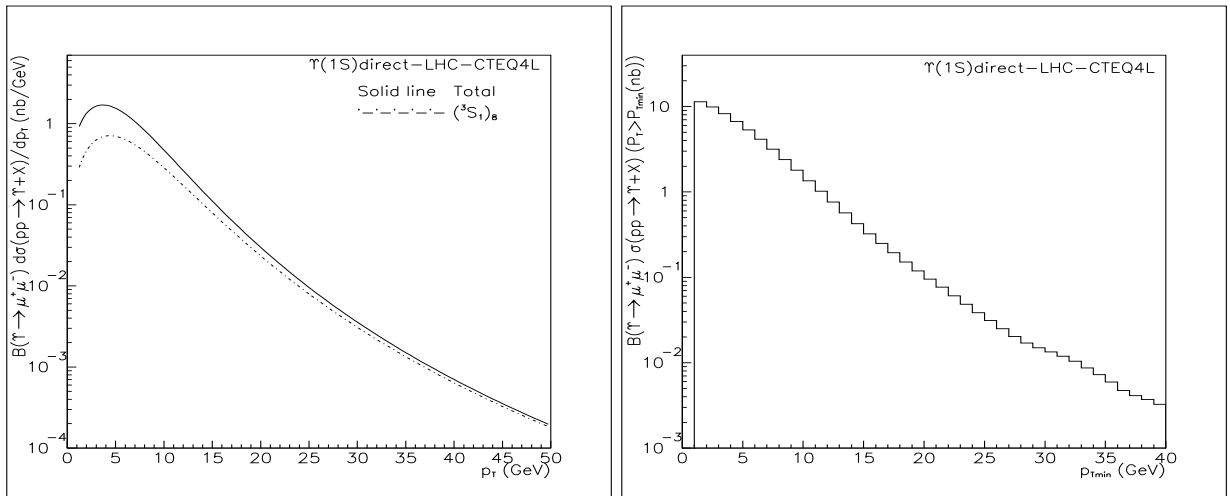 ϒ(1S)direct−LHC−CTEQ4L
Solid line Total
(³S₁)₈
B(ϒ→μ⁺μ⁻) dσ(pp→ϒ+X)/dp_T (nb/GeV)
1
10⁻¹
10⁻²
10⁻³
10⁻⁴
0 5 10 15 20 25 30 35 40 45 50
p_T (GeV)
ϒ(1S)direct−LHC−CTEQ4L
B(ϒ→μ⁺μ⁻) σ(pp→ϒ+X) (P_T>P_Tmin(nb))
10
1
10⁻¹
10⁻²
10⁻³
0 5 10 15 20 25 30 35 40
p_Tmin (GeV)